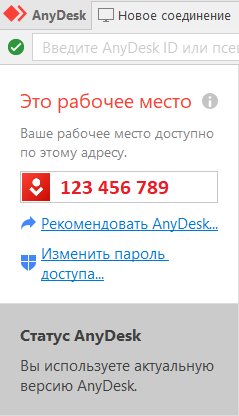 AnyDesk Новое соединение
Введите AnyDesk ID или псе
Это рабочее место
Ваше рабочее место доступно
по этому адресу.
123 456 789
Рекомендовать AnyDesk...
Изменить пароль
доступа...
Статус AnyDesk
Вы используете актуальную
версию AnyDesk.